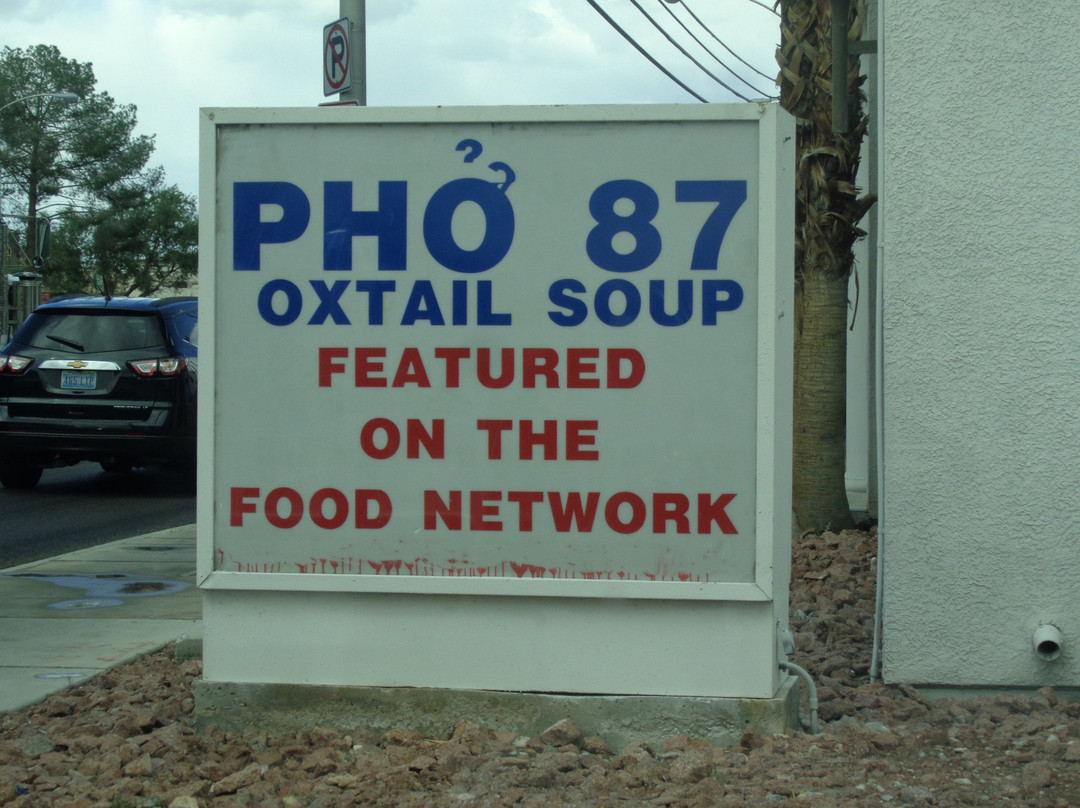 PHỞ 87
OXTAIL SOUP
FEATURED
ON THE
FOOD NETWORK